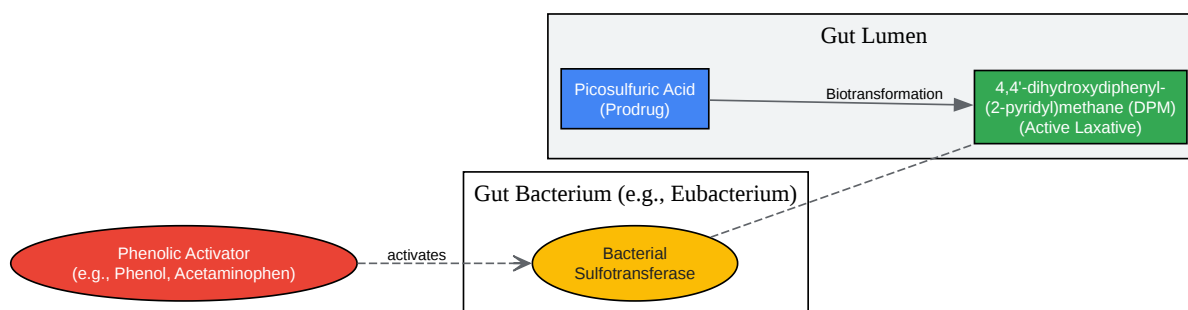 Gut Lumen
Picosulfuric Acid
(Prodrug)
Biotransformation
4,4'-dihydroxydiphenyl-
(2-pyridyl)methane (DPM)
(Active Laxative)
Gut Bacterium (e.g., Eubacterium)
Phenolic Activator
(e.g., Phenol, Acetaminophen)
activates
Bacterial
Sulfotransferase